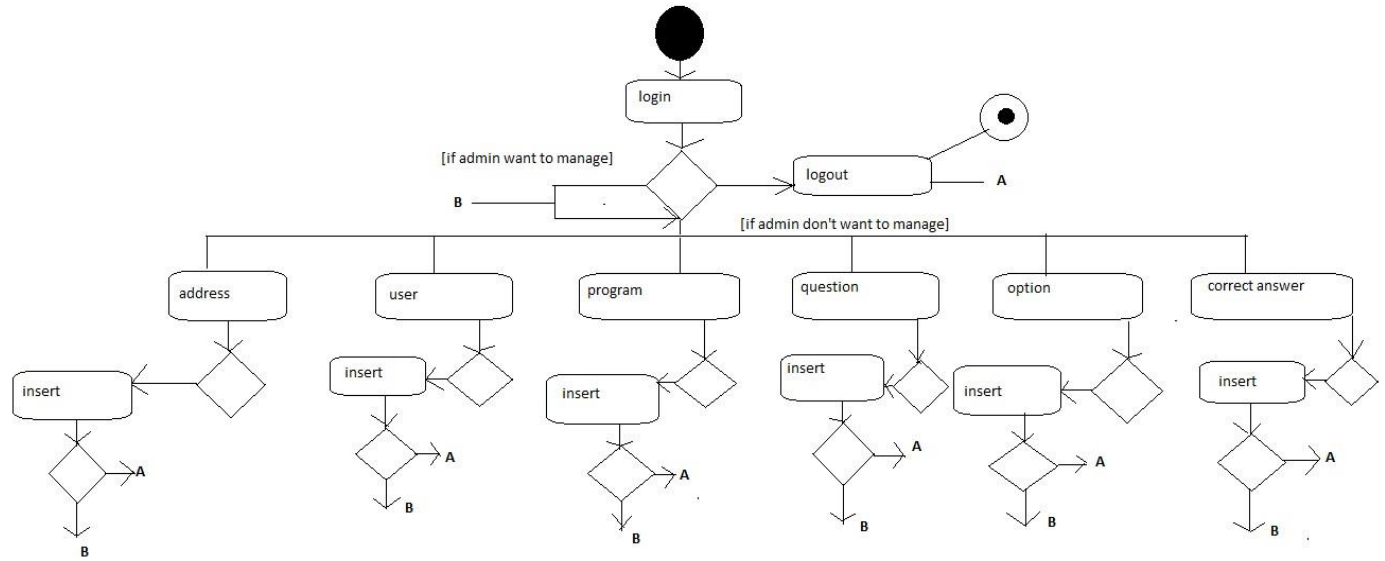 login
[if admin want to manage]
logout
A
B
[if admin don't want to manage]
address
user
program
question
option
correct answer
insert
insert
insert
insert
insert
insert
A
A
A
A
A
A
B
B
B
B
B
B